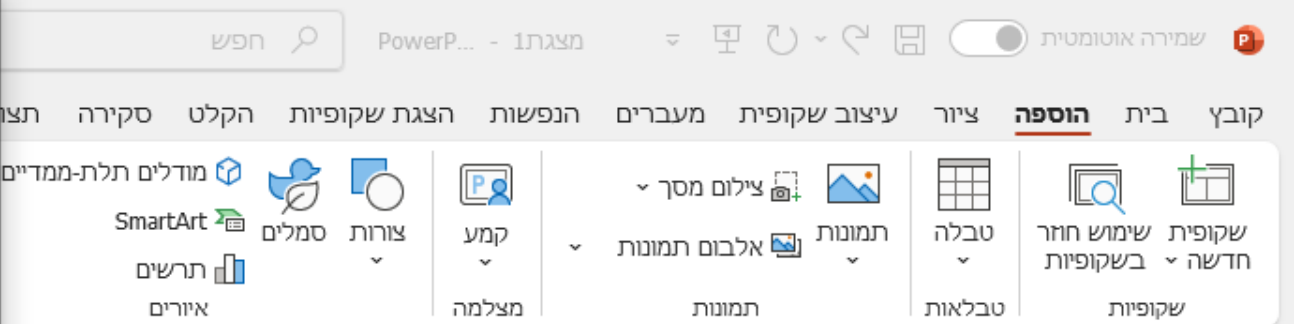 שמירה אוטומטית
מצגת1 - PowerP...
חפש
קובץ בית הוספה ציור עיצוב שקופית מעברים הנפשות הצגת שקופיות הקלט סקירה תצו
שקופית חדשה
שימוש חוזר בשקופיות
שקופיות
טבלה
טבלאות
תמונות
צילום מסך
אלבום תמונות
תמונות
קמע
מצלמה
צורות
סמלים
מודלים תלת-ממדיים
SmartArt
תרשים
איורים